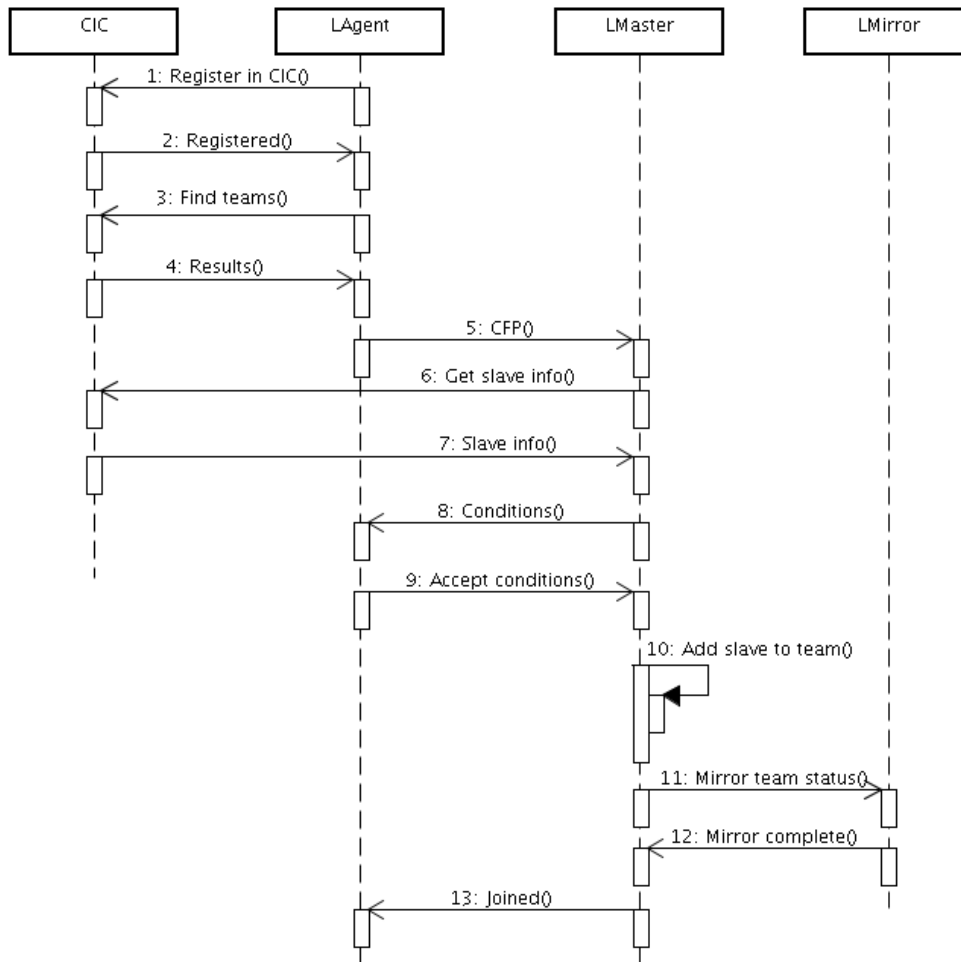 CIC
LAgent
LMaster
LMirror
1: Register in CIC()
2: Registered()
3: Find teams()
4: Results()
5: CFP()
6: Get slave info()
7: Slave info()
8: Conditions()
9: Accept conditions()
10: Add slave to team()
11: Mirror team status()
12: Mirror complete()
13: Joined()